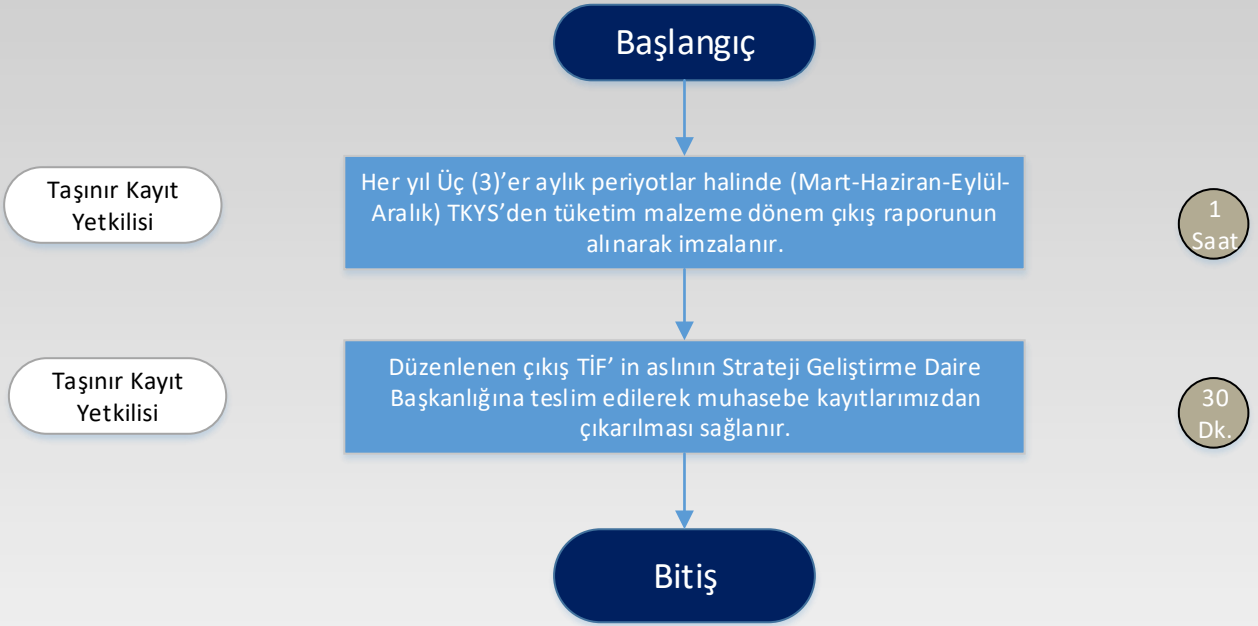 Başlangıç
Taşınır Kayıt
Yetkilisi
Her yıl Üç (3)’er aylık periyotlar halinde (Mart-Haziran-Eylül-
Aralık) TKYS’den tüketim malzeme dönem çıkış raporunun
alınarak imzalanır.
1
Saat
Taşınır Kayıt
Yetkilisi
Düzenlenen çıkış TİF’ in aslının Strateji Geliştirme Daire
Başkanlığına teslim edilerek muhasebe kayıtlarımızdan
çıkarılması sağlanır.
30
Dk.
Bitiş